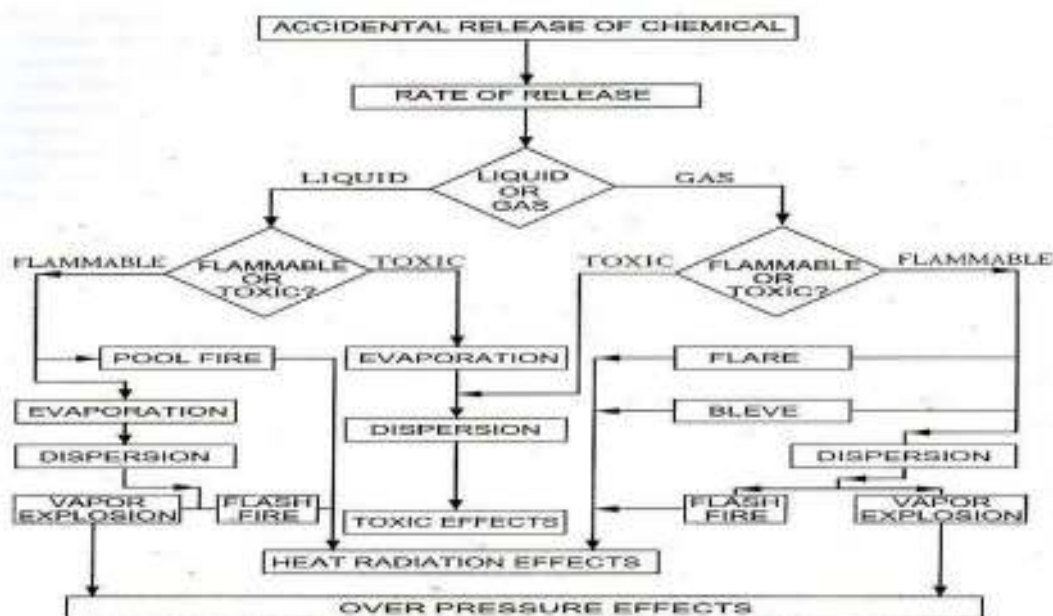 ACCIDENTAL RELEASE OF CHEMICAL
RATE OF RELEASE
LIQUID
LIQUID
OR
GAS
GAS
FLAMMABLE
FLAMMABLE
OR
TOXIC?
TOXIC
TOXIC
FLAMMABLE
OR
TOXIC?
FLAMMABLE
POOL FIRE
EVAPORATION
FLARE
EVAPORATION
DISPERSION
BLEVE
DISPERSION
DISPERSION
VAPOR
EXPLOSION
FLASH
FIRE
TOXIC EFFECTS
FLASH
FIRE
VAPOR
EXPLOSION
HEAT RADIATION EFFECTS
OVER PRESSURE EFFECTS